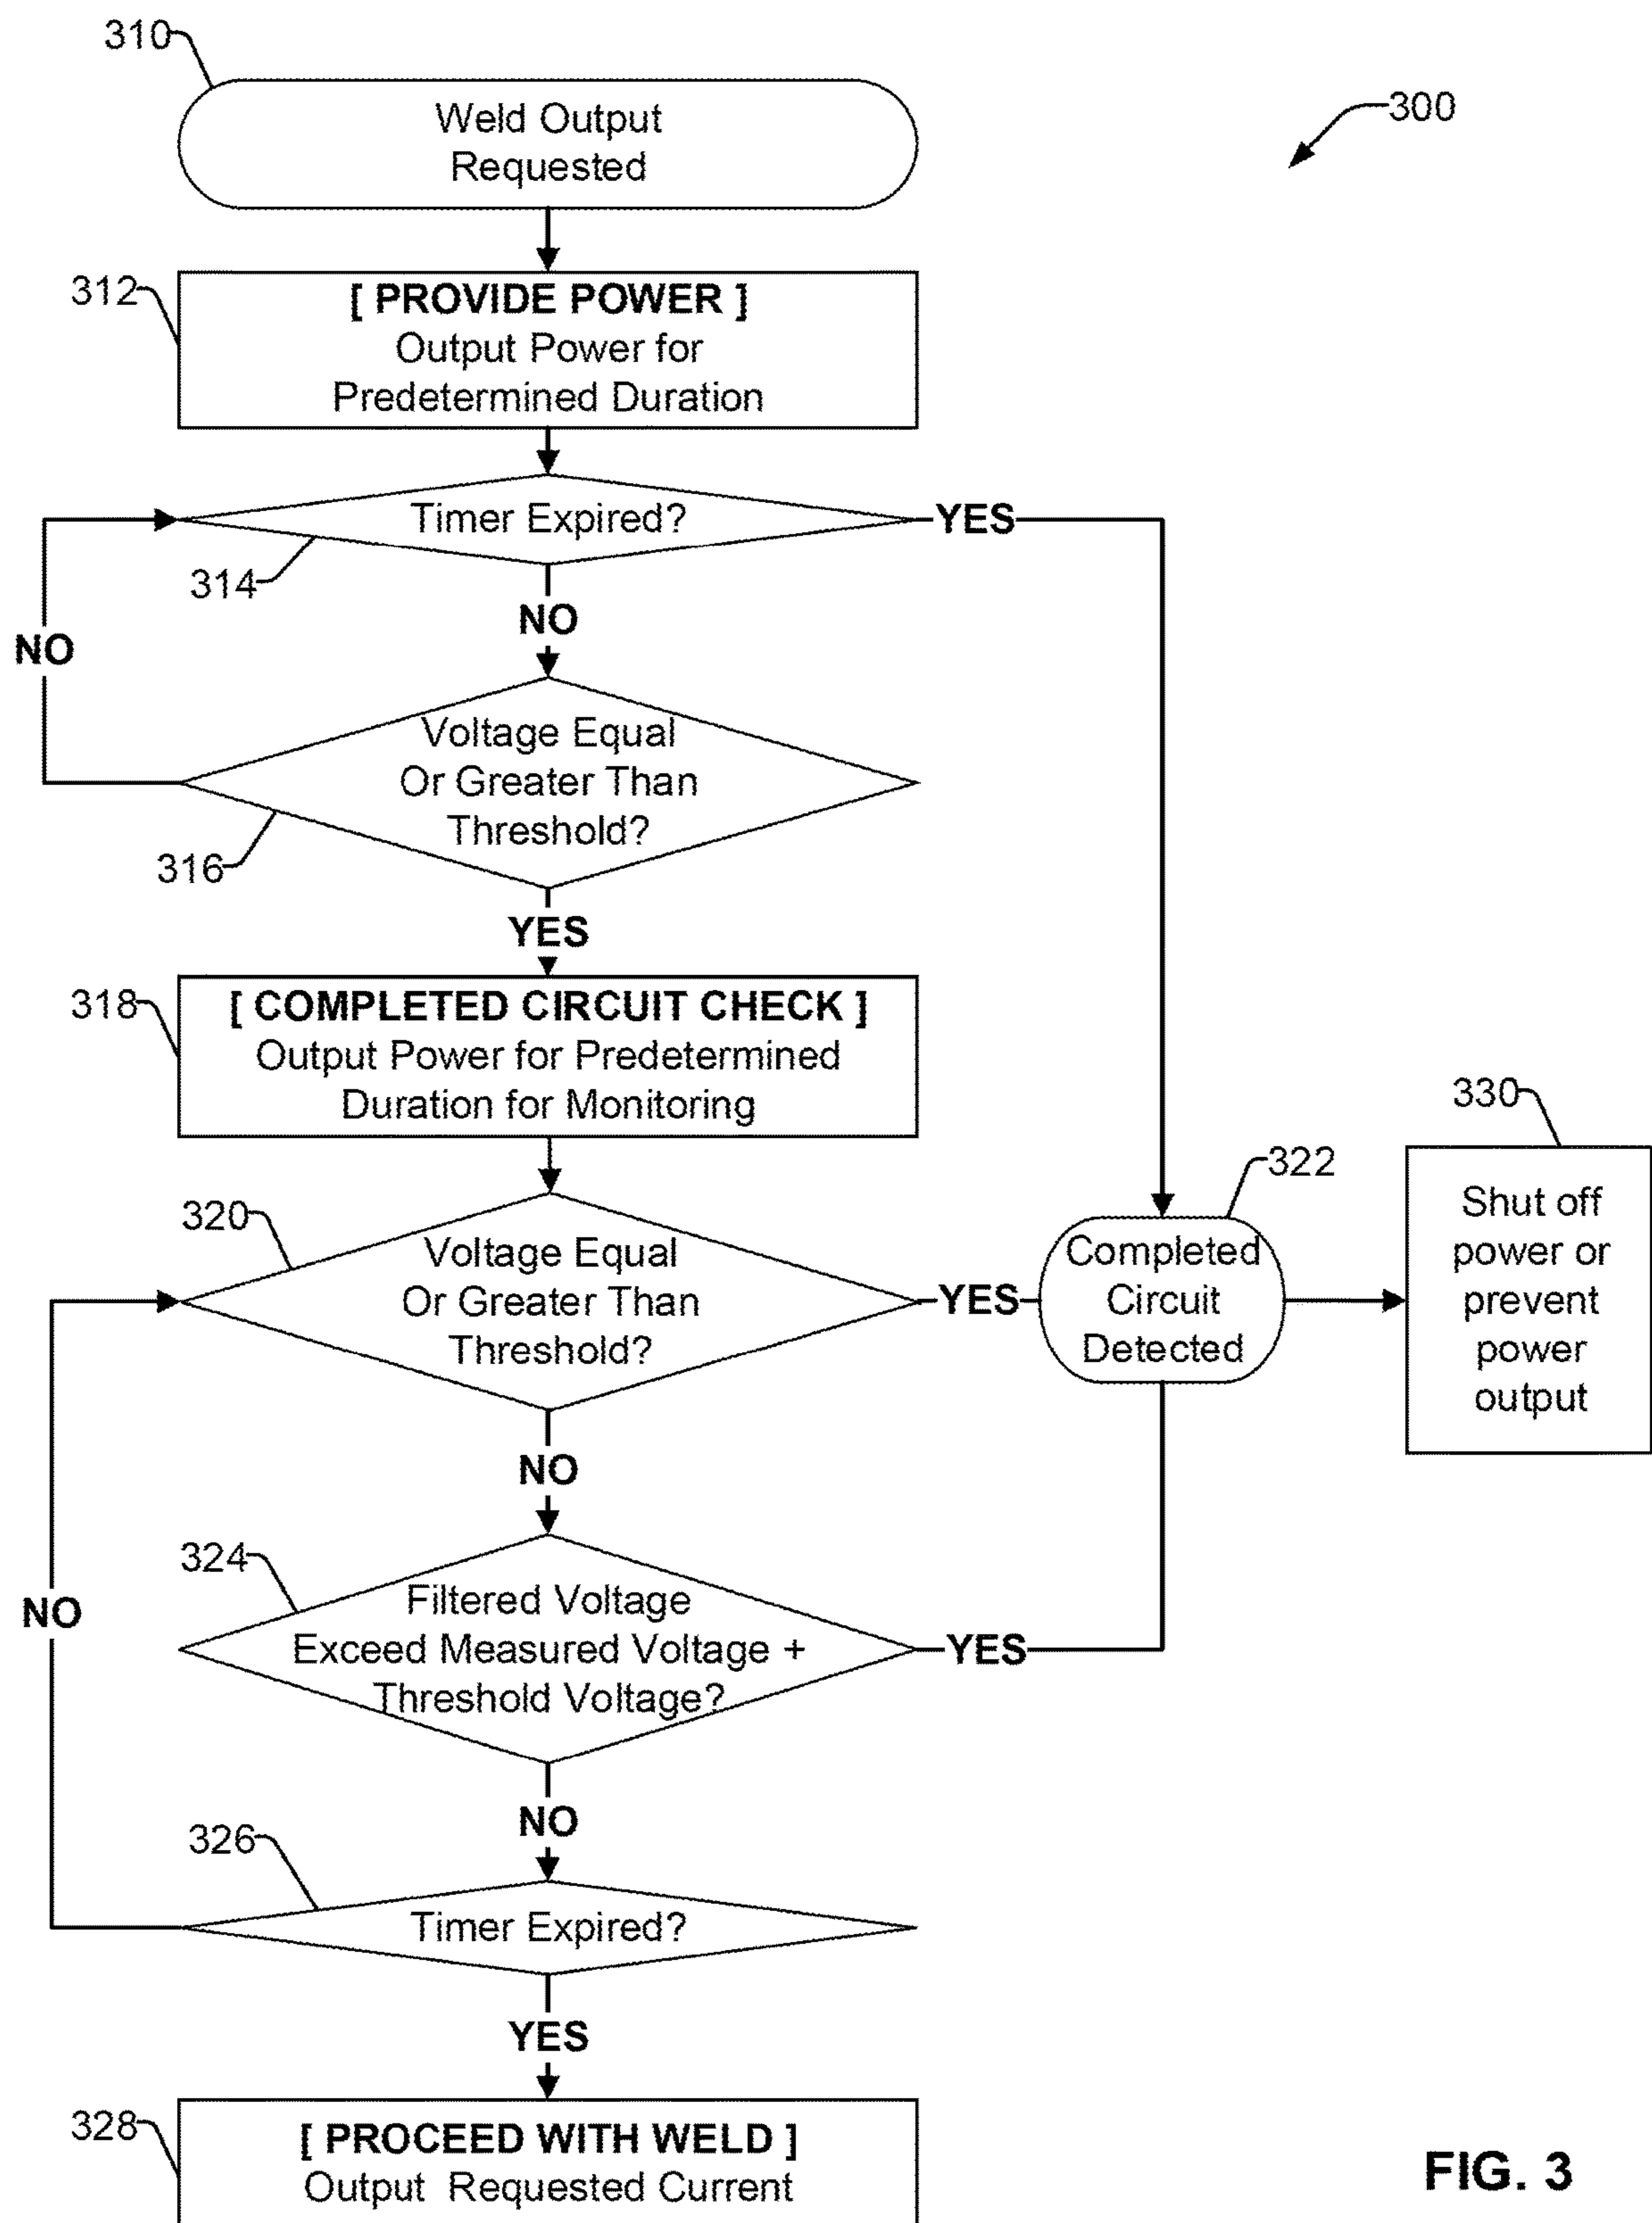 310
Weld Output
Requested
300
312
[ PROVIDE POWER ]
Output Power for
Predetermined Duration
Timer Expired?
YES
314
NO
NO
Voltage Equal
Or Greater Than
Threshold?
316
YES
318
[ COMPLETED CIRCUIT CHECK ]
Output Power for Predetermined
Duration for Monitoring
320
Voltage Equal
Or Greater Than
Threshold?
YES
322
Completed
Circuit
Detected
330
Shut off
power or
prevent
power
output
NO
324
Filtered Voltage
Exceed Measured Voltage +
Threshold Voltage?
YES
NO
NO
326
Timer Expired?
YES
328
[ PROCEED WITH WELD ]
Output Requested Current
FIG. 3